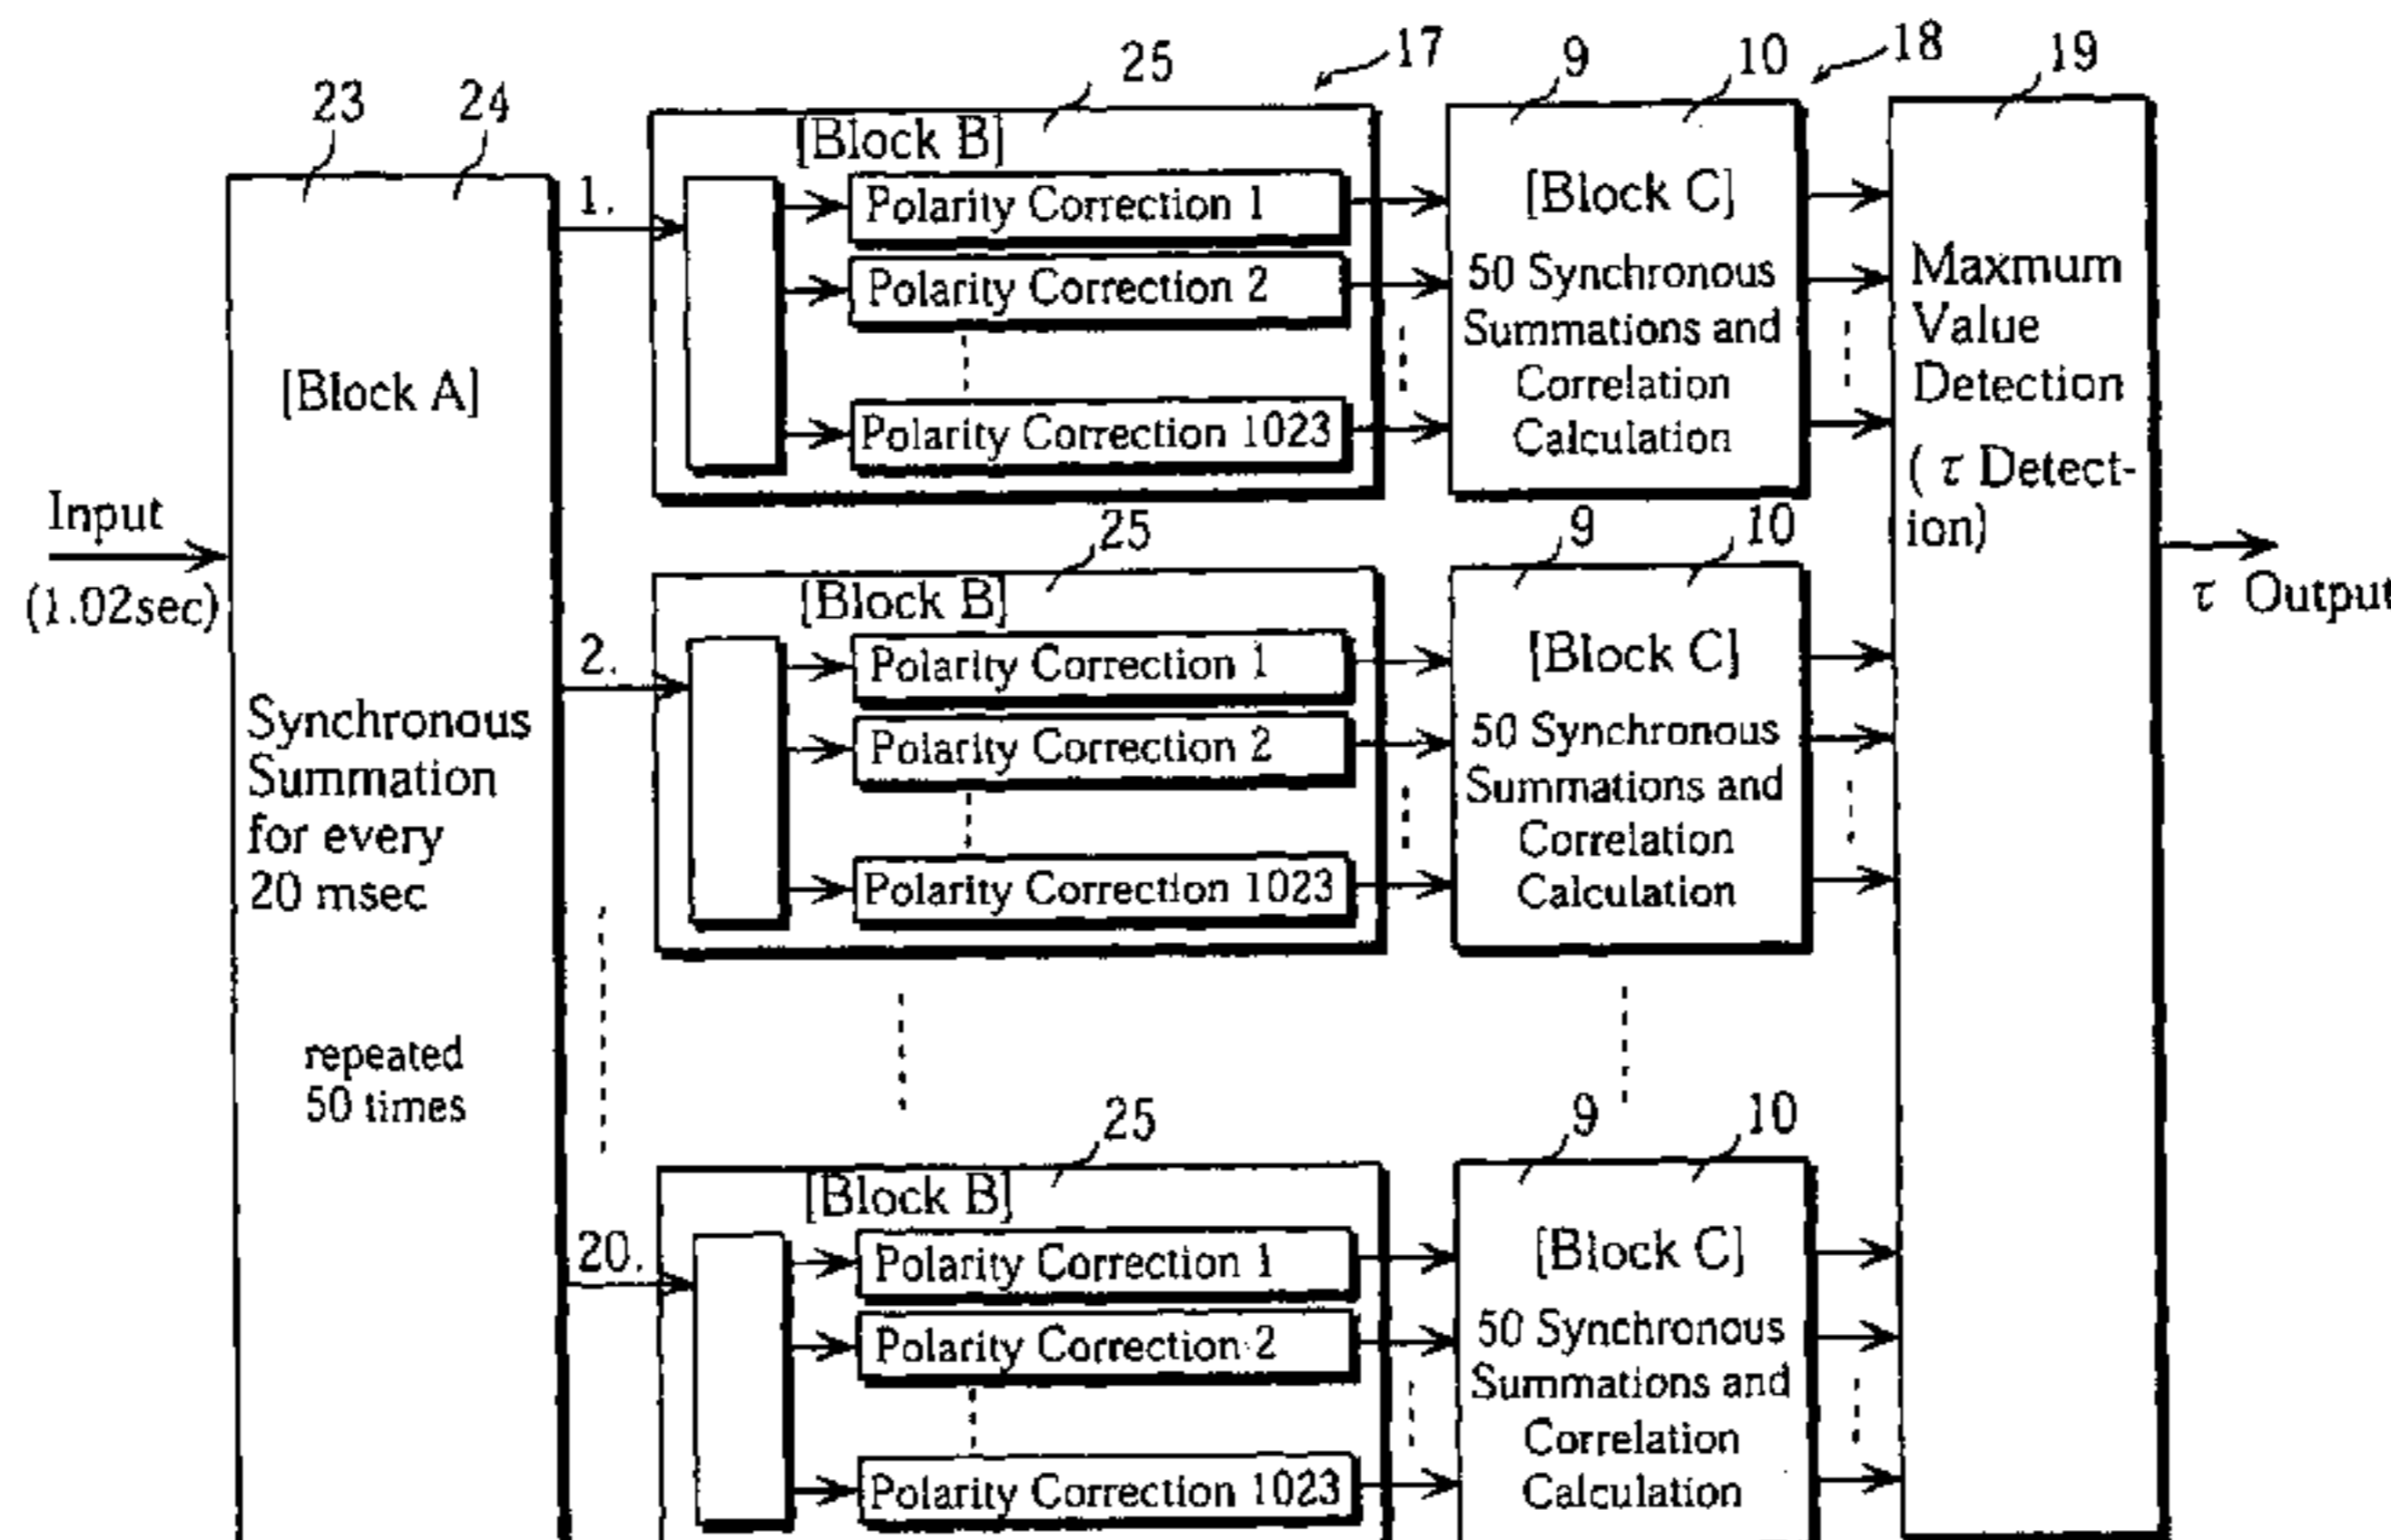 23
24
25
17
9
10
18
19
Input
(1.02sec)
[Block A]
Synchronous
Summation
for every
20 msec
repeated
50 times
1.
[Block B]
Polarity Correction 1
Polarity Correction 2
Polarity Correction 1023
[Block C]
50 Synchronous
Summations and
Correlation
Calculation
2.
25
[Block B]
Polarity Correction 1
Polarity Correction 2
Polarity Correction 1023
9
10
[Block C]
50 Synchronous
Summations and
Correlation
Calculation
20.
25
[Block B]
Polarity Correction 1
Polarity Correction 2
Polarity Correction 1023
9
10
[Block C]
50 Synchronous
Summations and
Correlation
Calculation
Maxmum
Value
Detection
( τ Detect-
ion)
τ Output